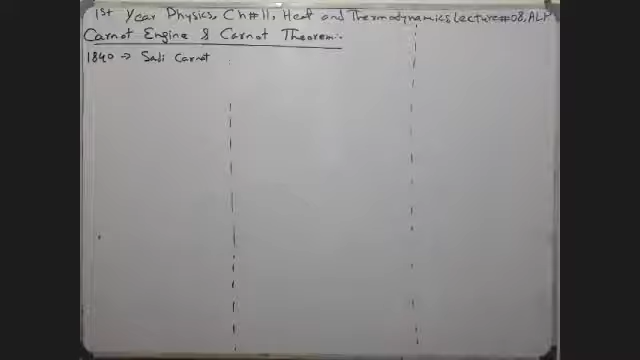 1st Year Physics, Ch#11, Heat and Thermodynamics Lecture#08, ALP
Carnot Engine & Carnot Theorem:.
1840 → Sadi Carnot